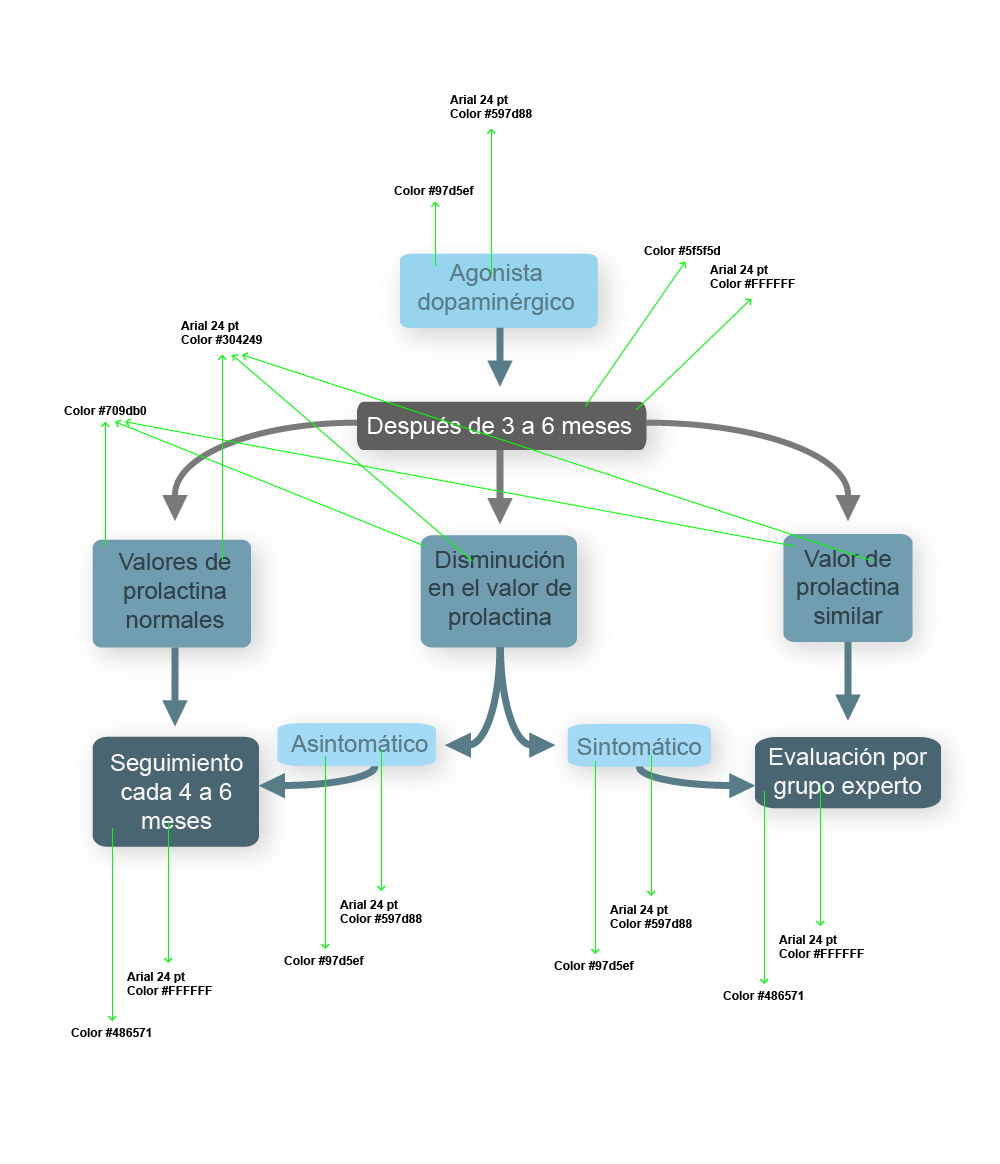 Arial 24 pt
Color #597d88
Color #97d5ef
Agonista
dopaminérgico
Color #5f5f5d
Arial 24 pt
Color #FFFFFF
Arial 24 pt
Color #304249
Color #709db0
Después de 3 a 6 meses
Valores de
prolactina
normales
Disminución
en el valor de
prolactina
Valor de
prolactina
similar
Seguimiento
cada 4 a 6
meses
Asintomático
Sintomático
Evaluación por
grupo experto
Arial 24 pt
Color #597d88
Color #97d5ef
Arial 24 pt
Color #597d88
Color #97d5ef
Arial 24 pt
Color #FFFFFF
Color #486571
Arial 24 pt
Color #FFFFFF
Color #486571